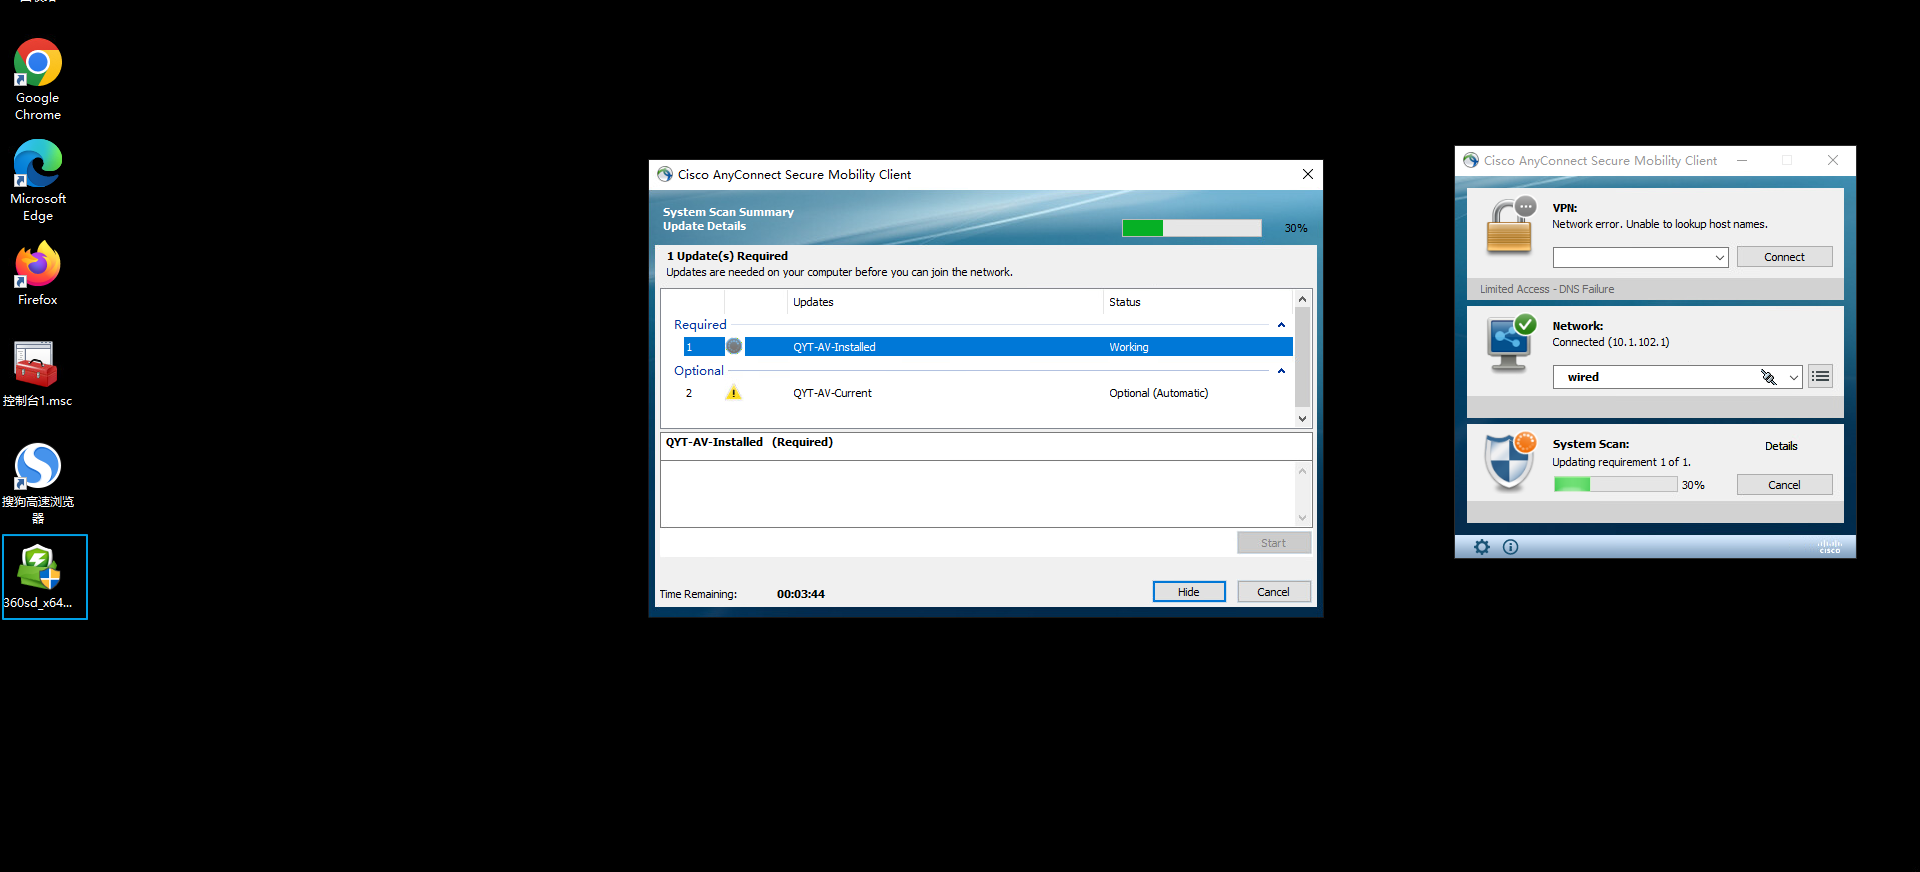 Google
Chrome
Microsoft
Edge
Firefox
控制台1.msc
搜狗高速浏览
器
360sd_x64...
Cisco AnyConnect Secure Mobility Client
System Scan Summary
Update Details
30%
1 Update(s) Required
Updates are needed on your computer before you can join the network.
Updates Status
Required
1 QYT-AV-Installed Working
Optional
2 QYT-AV-Current Optional (Automatic)
QYT-AV-Installed (Required)
Start
Time Remaining: 00:03:44
Hide Cancel
Cisco AnyConnect Secure Mobility Client
VPN:
Network error. Unable to lookup host names.
Connect
Limited Access - DNS Failure
Network:
Connected (10.1.102.1)
wired
System Scan: Details
Updating requirement 1 of 1.
30% Cancel
cisco